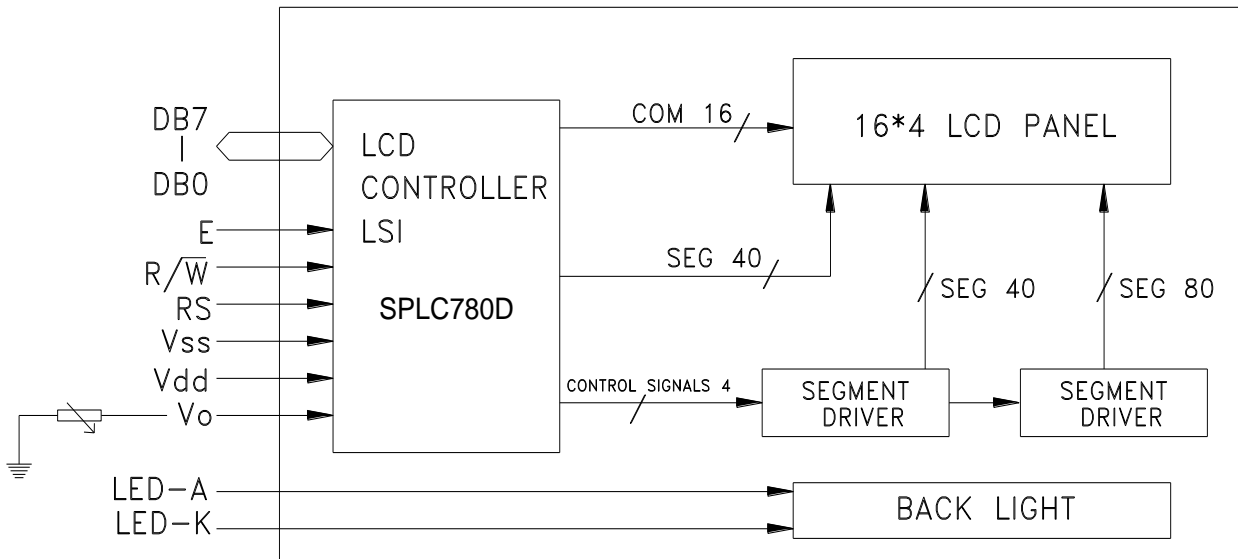 DB7
DB0
E
R/W̅
RS
Vss
Vdd
Vo
LED-A
LED-K
LCD
CONTROLLER
LSI
SPLC780D
COM 16
SEG 40
CONTROL SIGNALS 4
16*4 LCD PANEL
SEG 40
SEG 80
SEGMENT
DRIVER
SEGMENT
DRIVER
BACK LIGHT